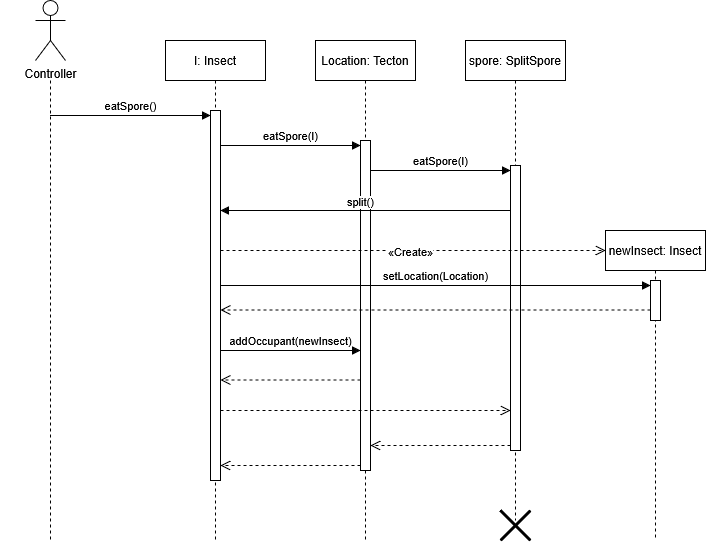 Controller
I: Insect
Location: Tecton
spore: SplitSpore
eatSpore()
eatSpore(I)
eatSpore(I)
split()
«Create»
newInsect: Insect
setLocation(Location)
addOccupant(newInsect)